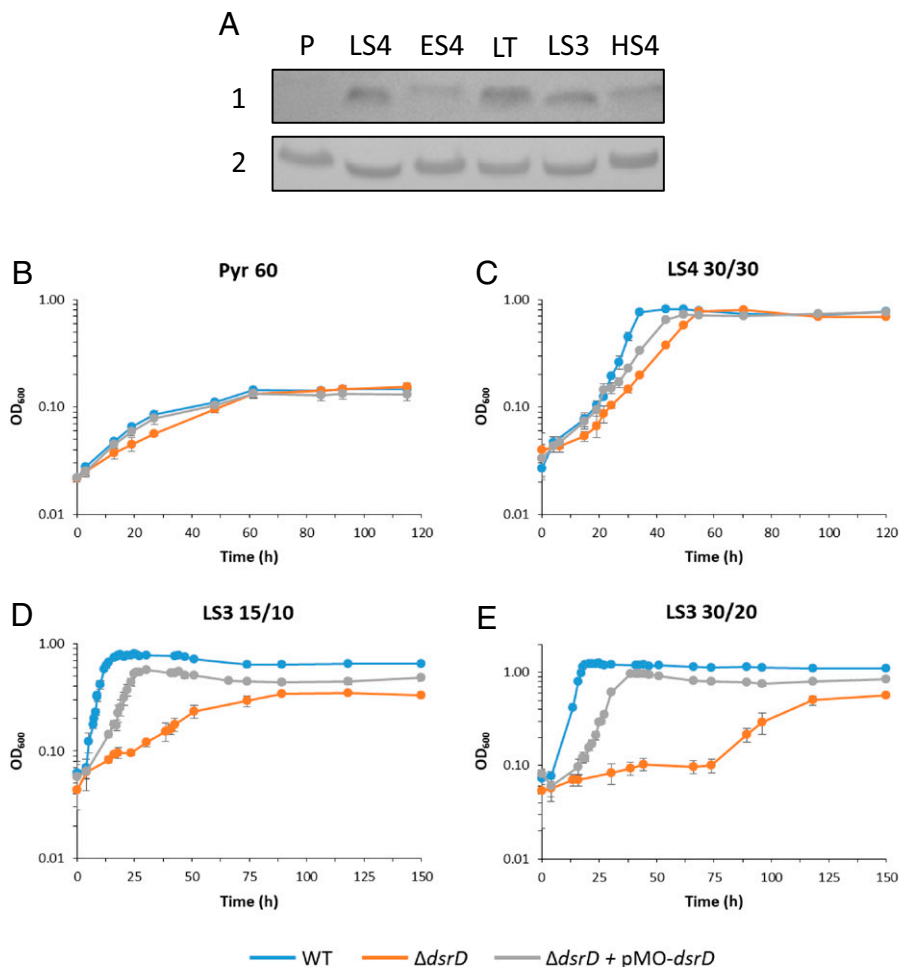 A
P LS4 ES4 LT LS3 HS4
1
2
B
Pyr 60
1.00
0.10
0.01
OD600
0 20 40 60 80 100 120
Time (h)
C
LS4 30/30
1.00
0.10
0.01
OD600
0 20 40 60 80 100 120
Time (h)
D
LS3 15/10
1.00
0.10
0.01
OD600
0 25 50 75 100 125 150
Time (h)
E
LS3 30/20
1.00
0.10
0.01
OD600
0 25 50 75 100 125 150
Time (h)
WT ΔdsrD ΔdsrD + pMO-dsrD